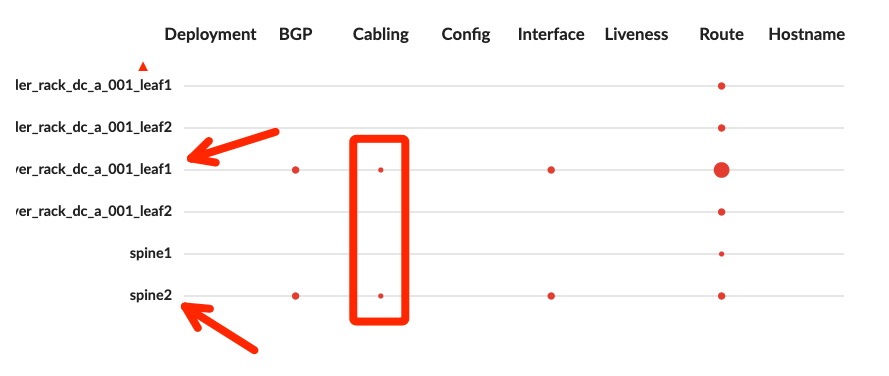 Deployment BGP Cabling Config Interface Liveness Route Hostname
ler_rack_dc_a_001_leaf1
ler_rack_dc_a_001_leaf2
ver_rack_dc_a_001_leaf1
ver_rack_dc_a_001_leaf2
spine1
spine2